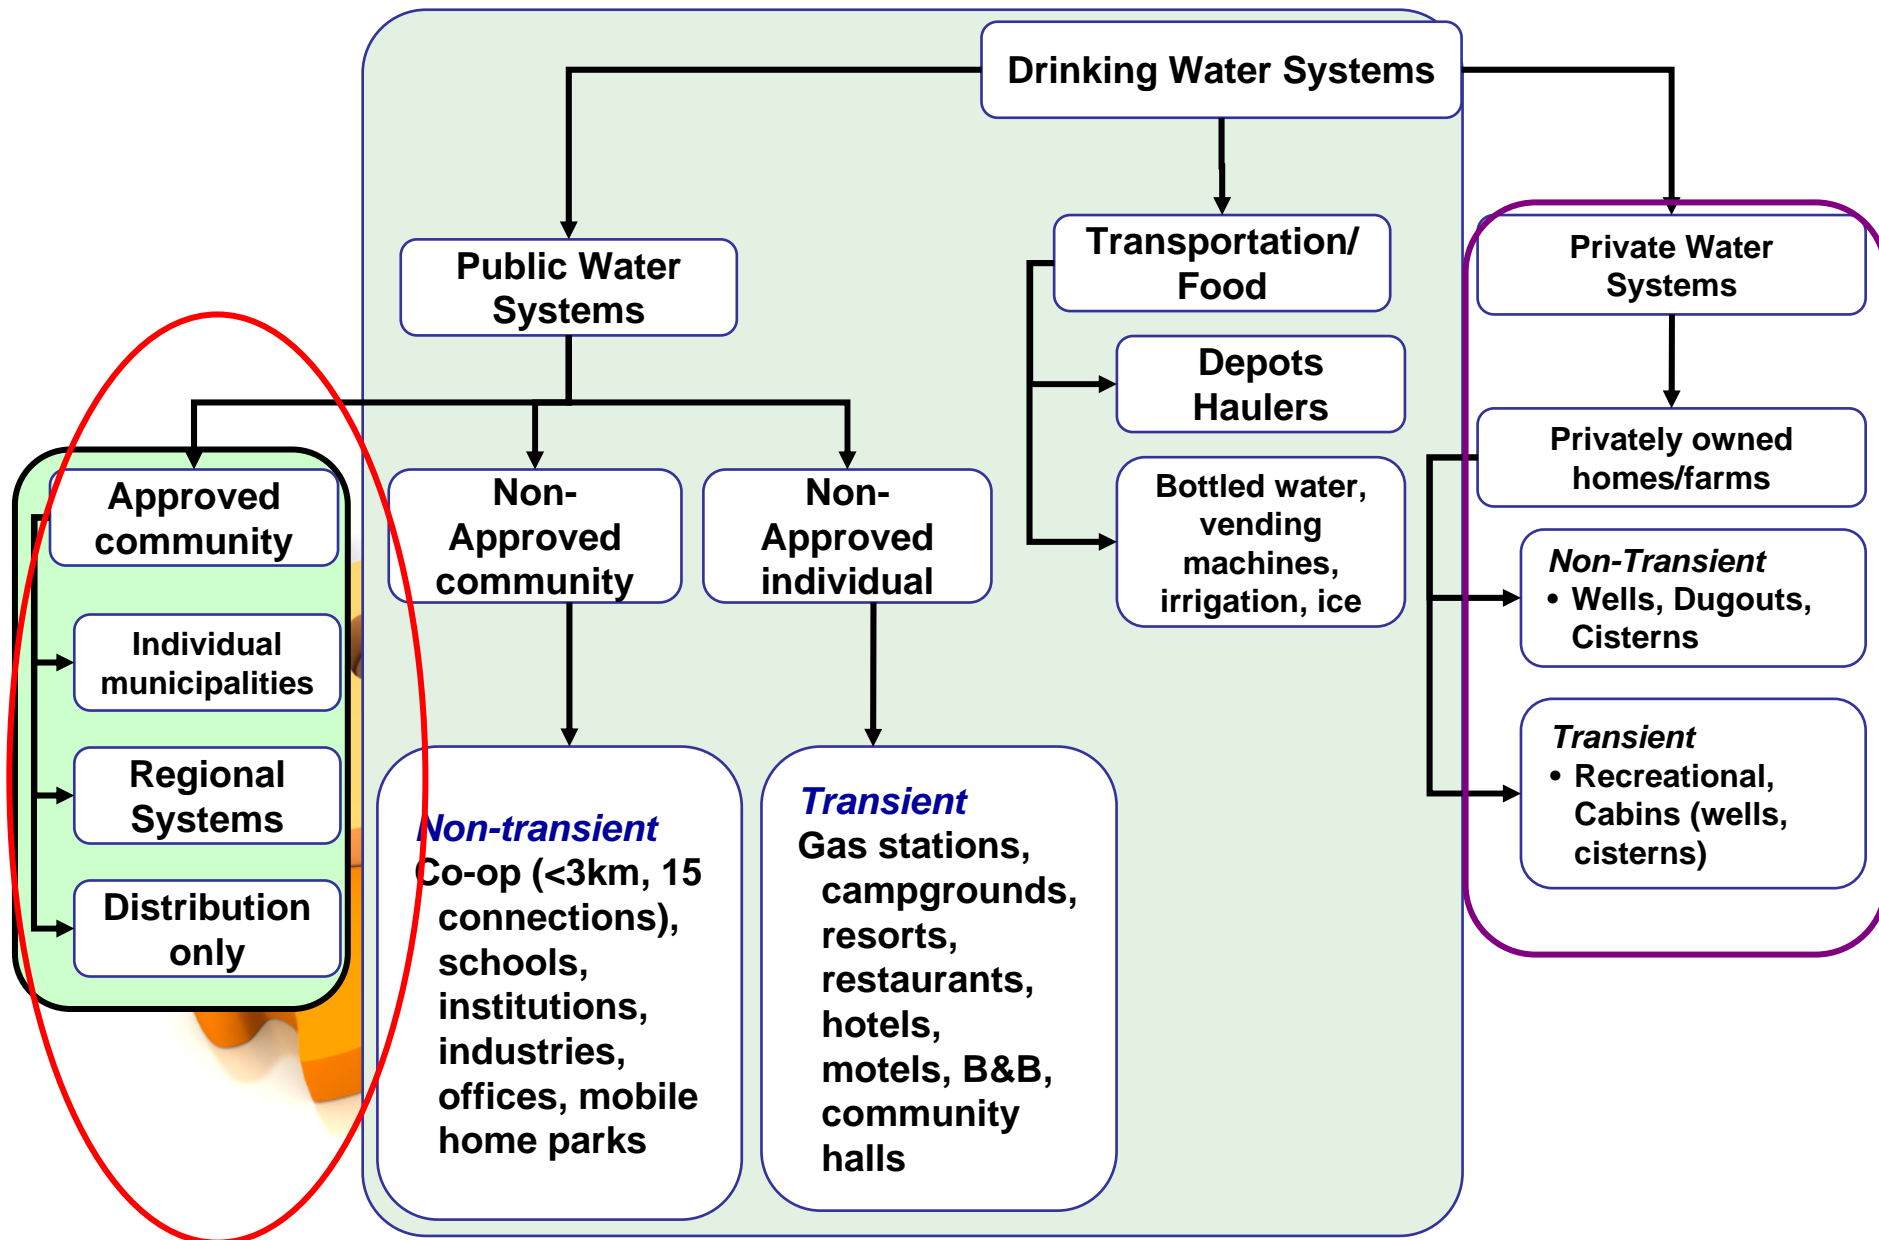 Drinking Water Systems
Public Water
Systems
Transportation/
Food
Private Water
Systems
Depots
Haulers
Bottled water,
vending
machines,
irrigation, ice
Privately owned
homes/farms
Non-Transient
• Wells, Dugouts,
Cisterns
Transient
• Recreational,
Cabins (wells,
cisterns)
Approved
community
Individual
municipalities
Regional
Systems
Distribution
only
Non-
Approved
community
Non-
Approved
individual
Non-transient
Co-op (<3km, 15
connections),
schools,
institutions,
industries,
offices, mobile
home parks
Transient
Gas stations,
campgrounds,
resorts,
restaurants,
hotels,
motels, B&B,
community
halls